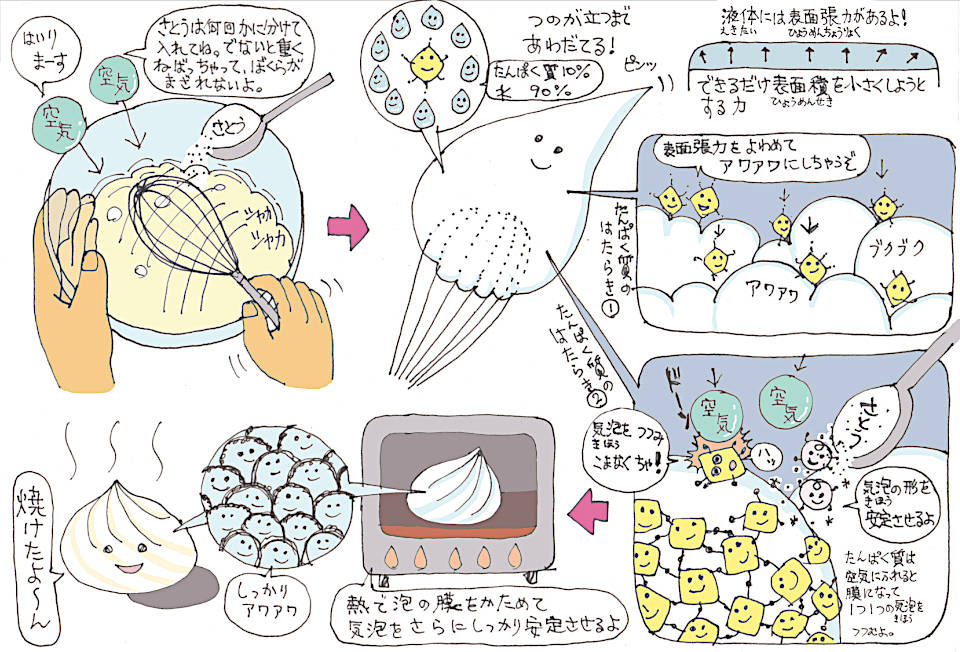 はいり
まーす
空気
空気
さとうは何回かに分けて
入れてね。でないと重く
ねばっちゃって、ぼくらが
まざれないよ。
さとう
シャカ
シャカ
つのが立つまで
あわだてる!
たんぱく質10%
水 90%
ピンッ
液体には表面張力があるよ!
えきたい ひょうめんちょうりょく
できるだけ表面積を小さくしようと
ひょうめんせき
する力
たんぱく質の
はたらき①
表面張力をよわめて
アワアワにしちゃうぞ
ブクブク
アワアワ
たんぱく質の
はたらき②
ドーン
空気
空気
さとう
ハッ
気泡をつつみ
きほう
こまなくちゃ!
気泡の形を
きほう
安定させるよ
たんぱく質は
空気にふれると
膜になって
1つ1つの気泡を
きほう
つつむよ。
熱で泡の膜をかためて
気泡をさらにしっかり安定させるよ
しっかり
アワアワ
焼けたよ〜ん